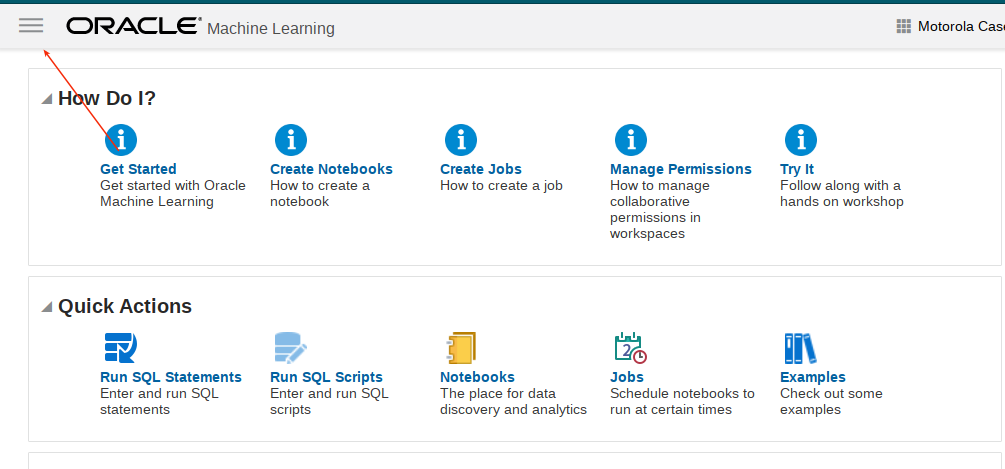 ORACLE® Machine Learning
Motorola Cas
How Do I?
Get Started
Get started with Oracle
Machine Learning
Create Notebooks
How to create a
notebook
Create Jobs
How to create a job
Manage Permissions
How to manage
collaborative
permissions in
workspaces
Try It
Follow along with a
hands on workshop
Quick Actions
Run SQL Statements
Enter and run SQL
statements
Run SQL Scripts
Enter and run SQL
scripts
Notebooks
The place for data
discovery and analytics
2
Jobs
Schedule notebooks to
run at certain times
Examples
Check out some
examples